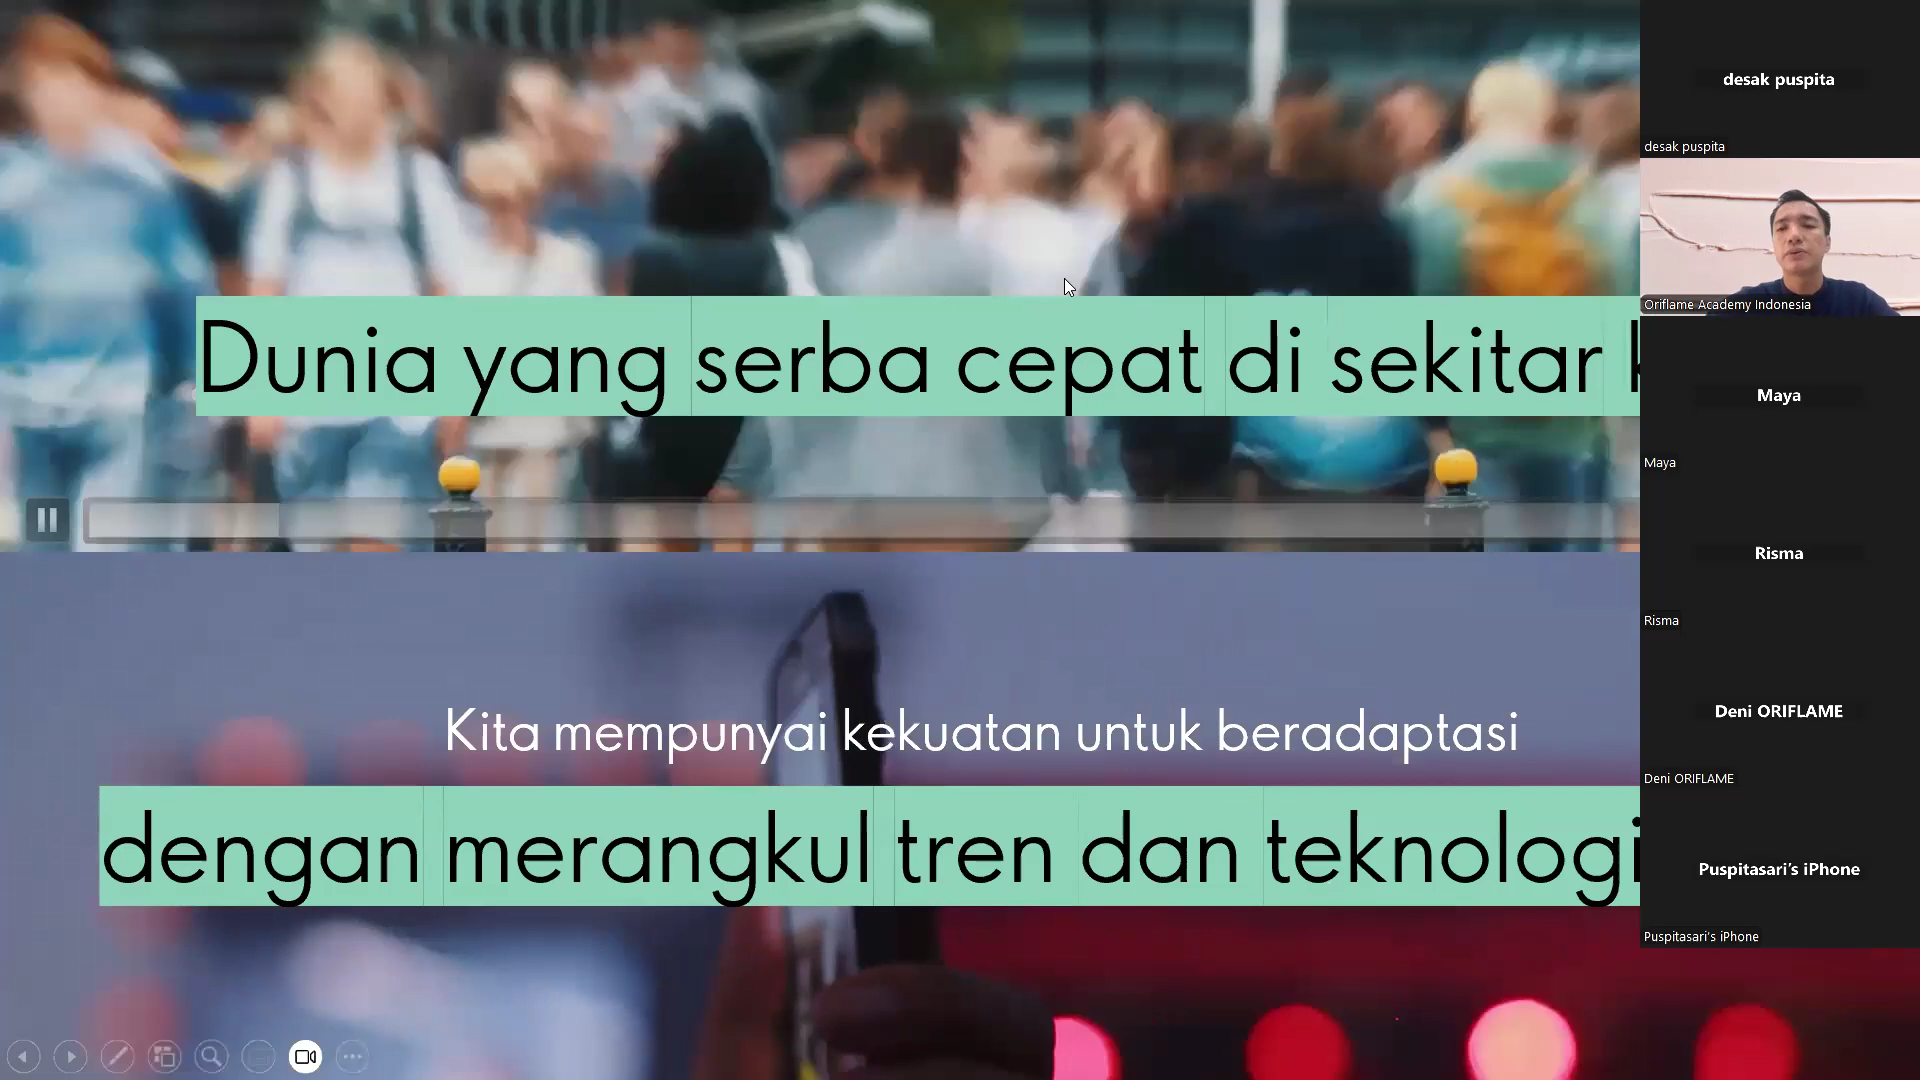 Dunia yang serba cepat di sekitar
Kita mempunyai kekuatan untuk beradaptasi
dengan merangkul tren dan teknologi
desak puspita
desak puspita
Oriflame Academy Indonesia
Maya
Maya
Risma
Risma
Deni ORIFLAME
Deni ORIFLAME
Puspitasari's iPhone
Puspitasari's iPhone